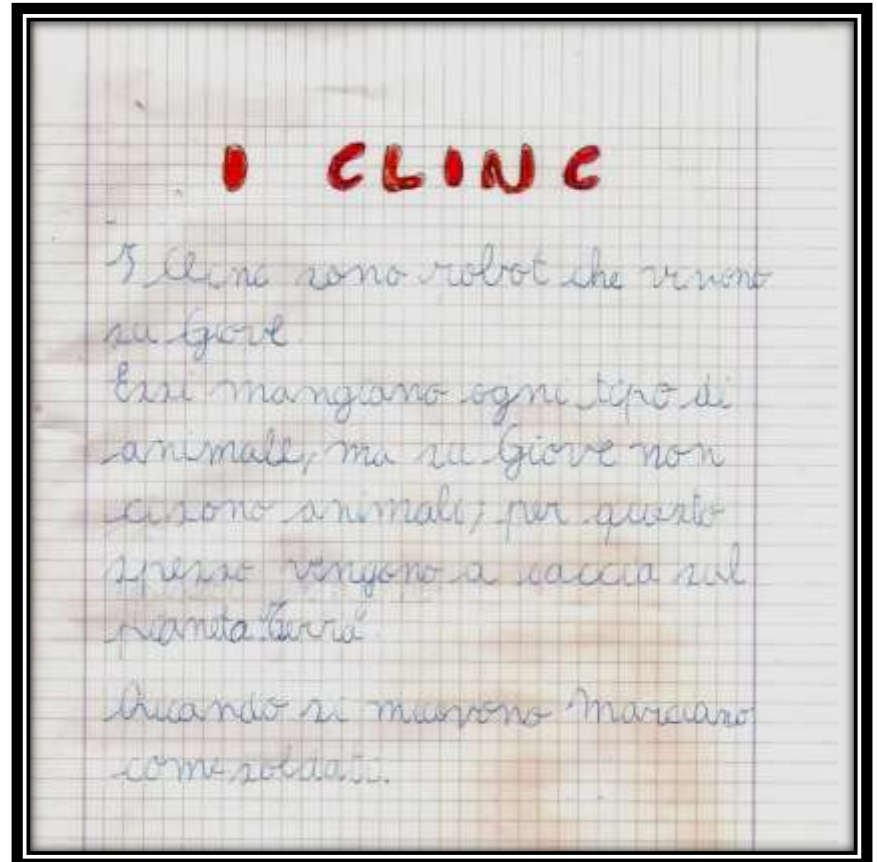 I CLINC
I Clinc sono robot che vivono
su Giove.
Essi mangiano ogni tipo di
animale, ma su Giove non
ci sono animali; per questo
spesso vengono a caccia sul
pianeta "Terra".
Quando si muovono marciano
come soldati.